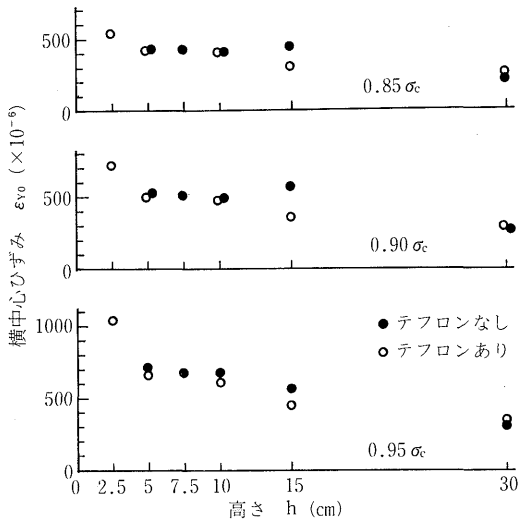 横中心ひずみ εY0 (×10⁻⁶)
500
0
0.85σc
500
0
0.90σc
1000
500
0
● テフロンなし
○ テフロンあり
0.95σc
0 2.5 5 7.5 10 15 30
高さ h (cm)